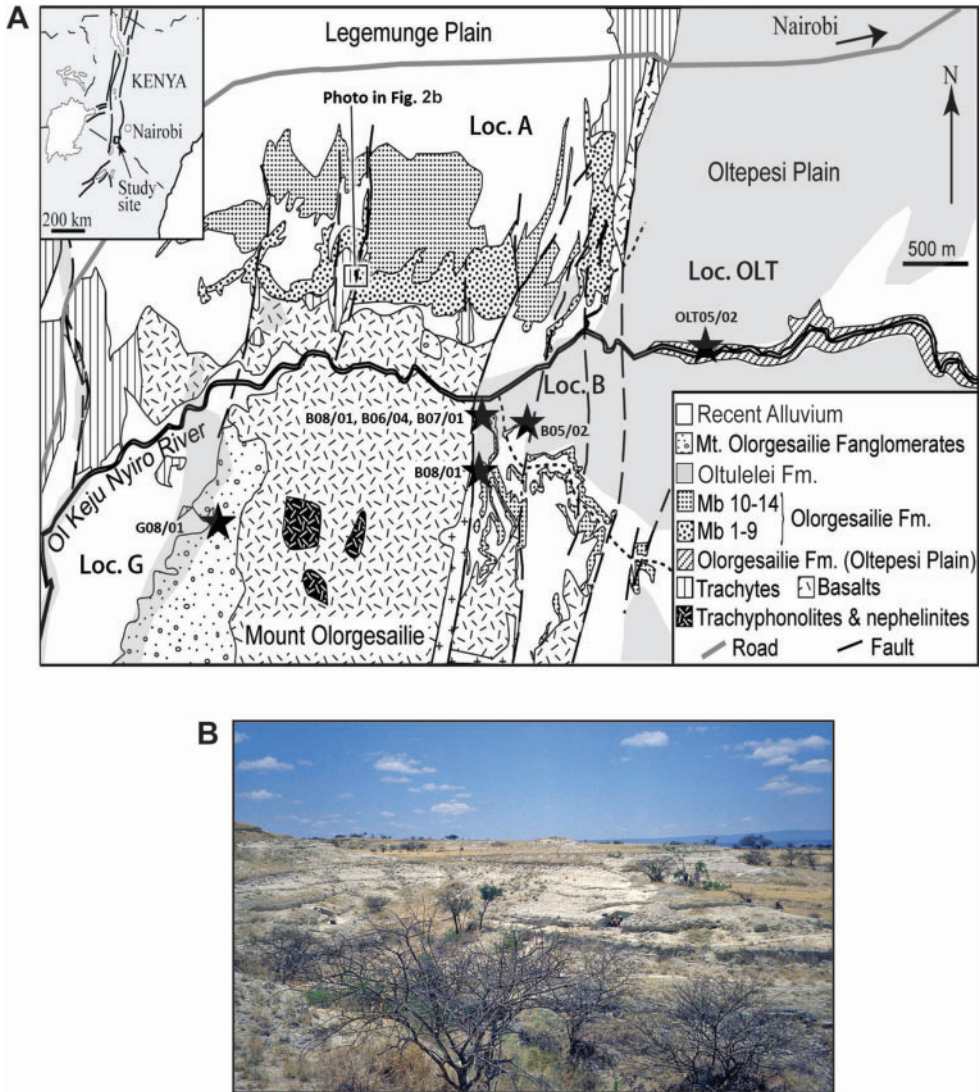 A
Legemunge Plain
Nairobi
KENYA
Nairobi
Study
site
200 km
Photo in Fig. 2b
Loc. A
N
Oltepesi Plain
500 m
Loc. OLT
OLT05/02
Loc. B
B08/01, B06/04, B07/01
B05/02
B08/01
Ol Keju Nyiro River
G08/01
Loc. G
Mount Olorgesailie
Recent Alluvium
Mt. Olorgesailie Fanglomerates
Oltulelei Fm.
Mb 10-14
Mb 1-9
Olorgesailie Fm.
Olorgesailie Fm. (Oltepesi Plain)
Trachytes Basalts
Trachyphonolites & nephelinites
Road Fault
B